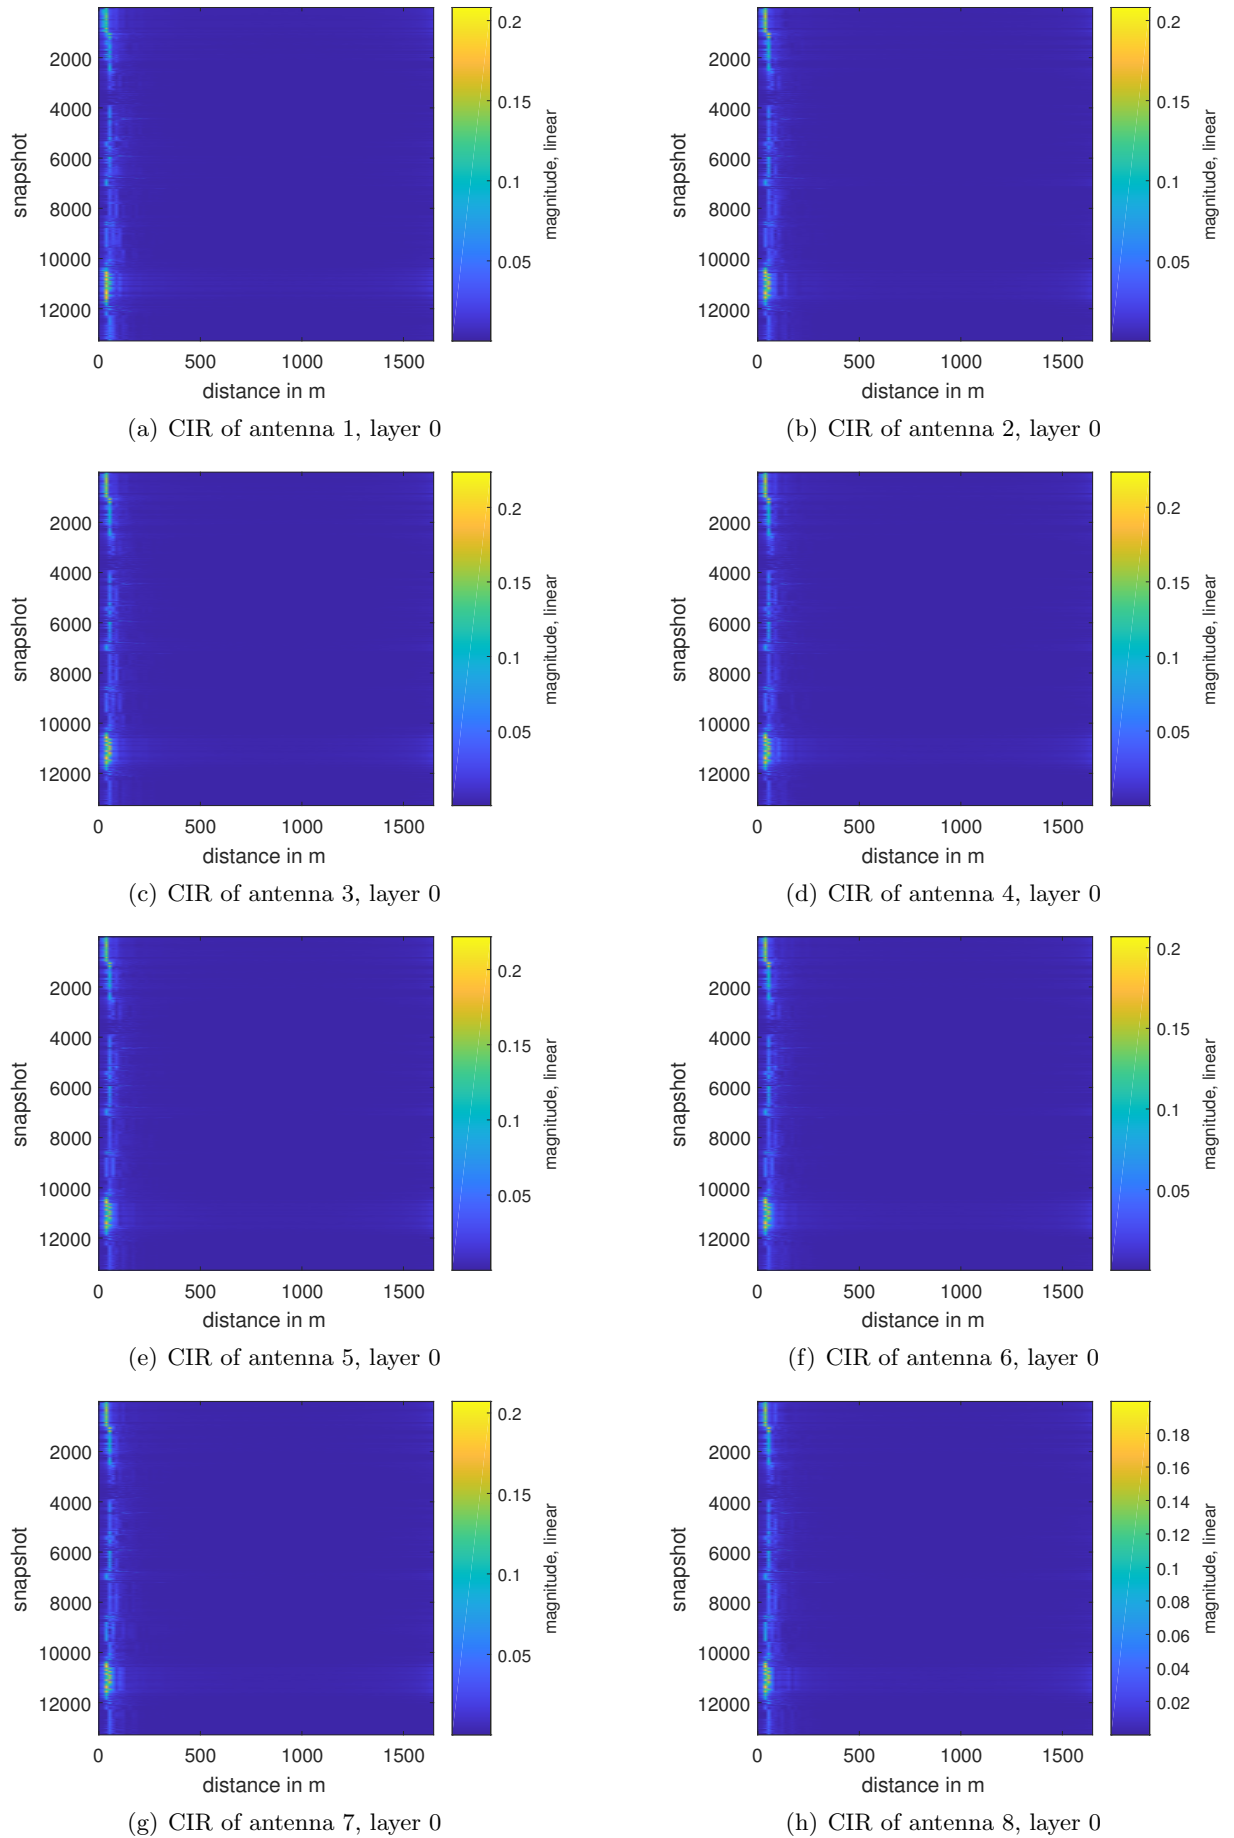 2000
4000
6000
8000
10000
12000
snapshot
0 500 1000 1500
distance in m
0.2
0.15
0.1
0.05
magnitude, linear
(a) CIR of antenna 1, layer 0
2000
4000
6000
8000
10000
12000
snapshot
0 500 1000 1500
distance in m
0.2
0.15
0.1
0.05
magnitude, linear
(b) CIR of antenna 2, layer 0
2000
4000
6000
8000
10000
12000
snapshot
0 500 1000 1500
distance in m
0.2
0.15
0.1
0.05
magnitude, linear
(c) CIR of antenna 3, layer 0
2000
4000
6000
8000
10000
12000
snapshot
0 500 1000 1500
distance in m
0.2
0.15
0.1
0.05
magnitude, linear
(d) CIR of antenna 4, layer 0
2000
4000
6000
8000
10000
12000
snapshot
0 500 1000 1500
distance in m
0.2
0.15
0.1
0.05
magnitude, linear
(e) CIR of antenna 5, layer 0
2000
4000
6000
8000
10000
12000
snapshot
0 500 1000 1500
distance in m
0.2
0.15
0.1
0.05
magnitude, linear
(f) CIR of antenna 6, layer 0
2000
4000
6000
8000
10000
12000
snapshot
0 500 1000 1500
distance in m
0.2
0.15
0.1
0.05
magnitude, linear
(g) CIR of antenna 7, layer 0
2000
4000
6000
8000
10000
12000
snapshot
0 500 1000 1500
distance in m
0.18
0.16
0.14
0.12
0.1
0.08
0.06
0.04
0.02
magnitude, linear
(h) CIR of antenna 8, layer 0